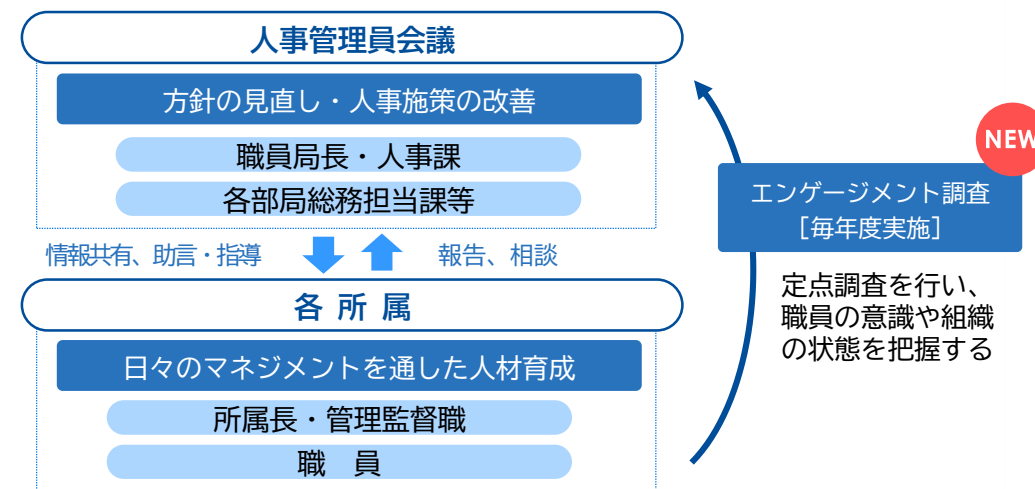 人事管理員会議
方針の見直し・人事施策の改善
職員局長・人事課
各部局総務担当課等
情報共有、助言・指導
報告、相談
各 所 属
日々のマネジメントを通した人材育成
所属長・管理監督職
職　員
NEW
エンゲージメント調査
［毎年度実施］
定点調査を行い、
職員の意識や組織
の状態を把握する